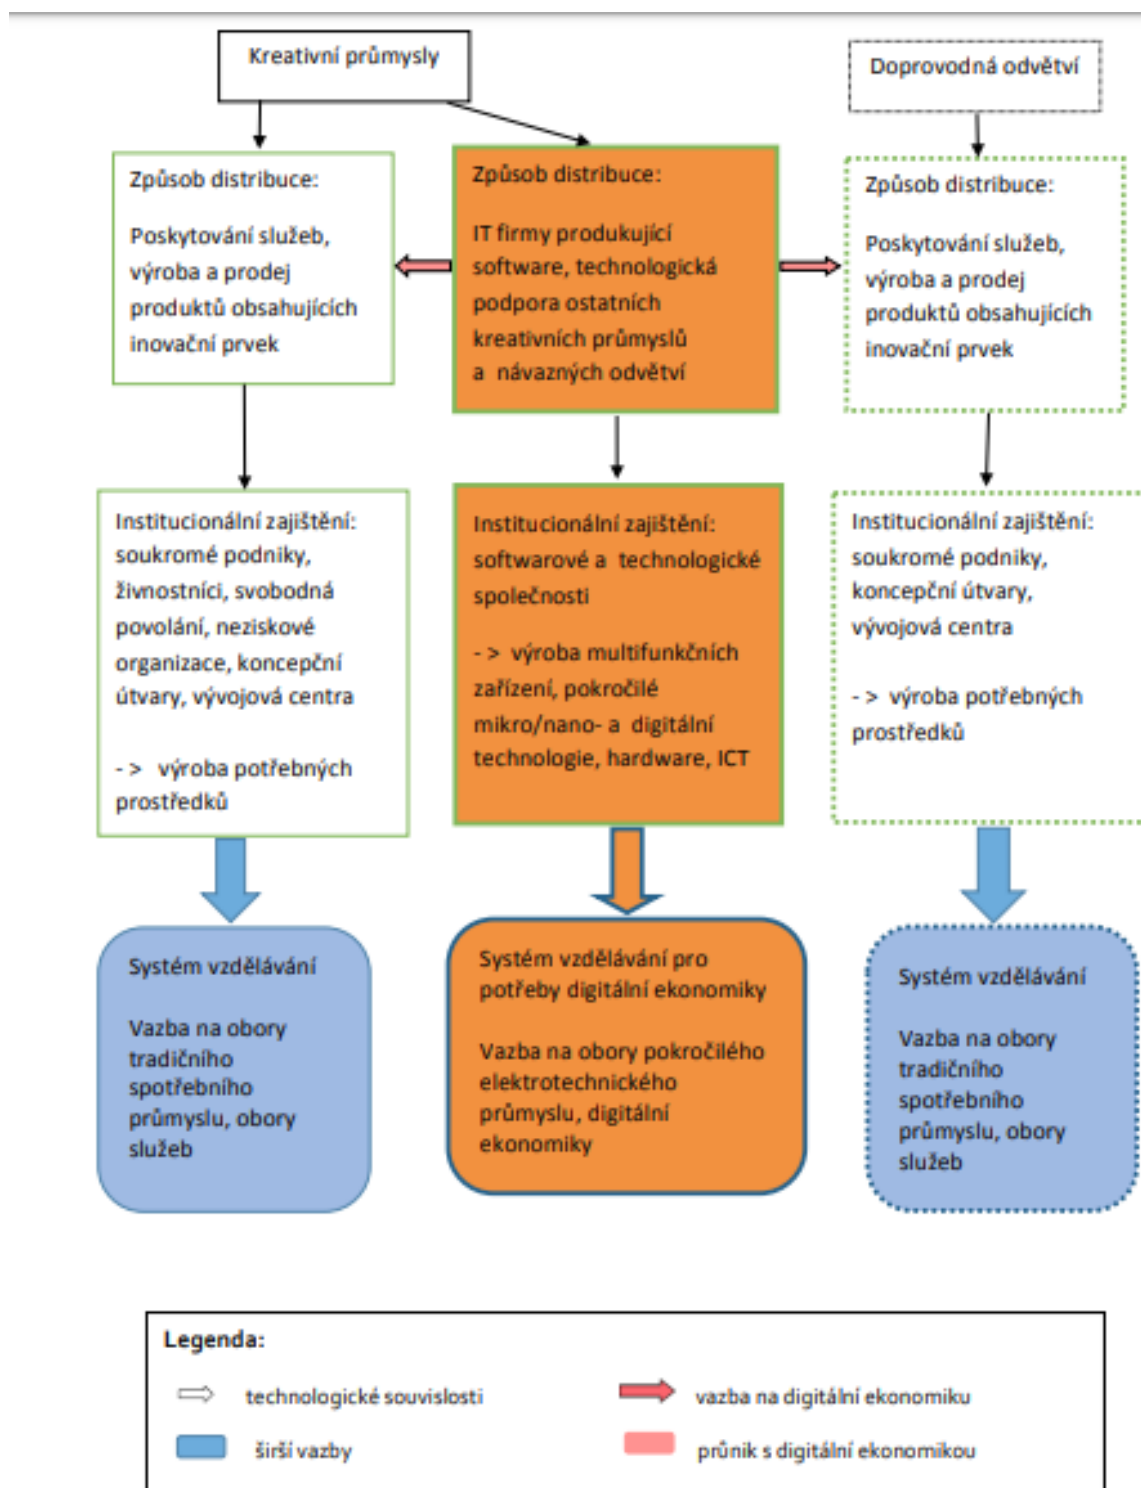 Kreativní průmysly
Doprovodná odvětví
Způsob distribuce:
Poskytování služeb,
výroba a prodej
produktů obsahujících
inovační prvek
Způsob distribuce:
IT firmy produkující
software, technologická
podpora ostatních
kreativních průmyslů
a návazných odvětví
Způsob distribuce:
Poskytování služeb,
výroba a prodej
produktů obsahujících
inovační prvek
Institucionální zajištění:
soukromé podniky,
živnostníci, svobodná
povolání, neziskové
organizace, koncepční
útvary, vývojová centra
- > výroba potřebných
prostředků
Institucionální zajištění:
softwarové a technologické
společnosti
- > výroba multifunkčních
zařízení, pokročilé
mikro/nano- a digitální
technologie, hardware, ICT
Institucionální zajištění:
soukromé podniky,
koncepční útvary,
vývojová centra
- > výroba potřebných
prostředků
Systém vzdělávání
Vazba na obory
tradičního
spotřebního
průmyslu, obory
služeb
Systém vzdělávání pro
potřeby digitální ekonomiky
Vazba na obory pokročilého
elektrotechnického
průmyslu, digitální
ekonomiky
Systém vzdělávání
Vazba na obory
tradičního
spotřebního
průmyslu, obory
služeb
Legenda:
technologické souvislosti
vazba na digitální ekonomiku
širší vazby
průnik s digitální ekonomikou